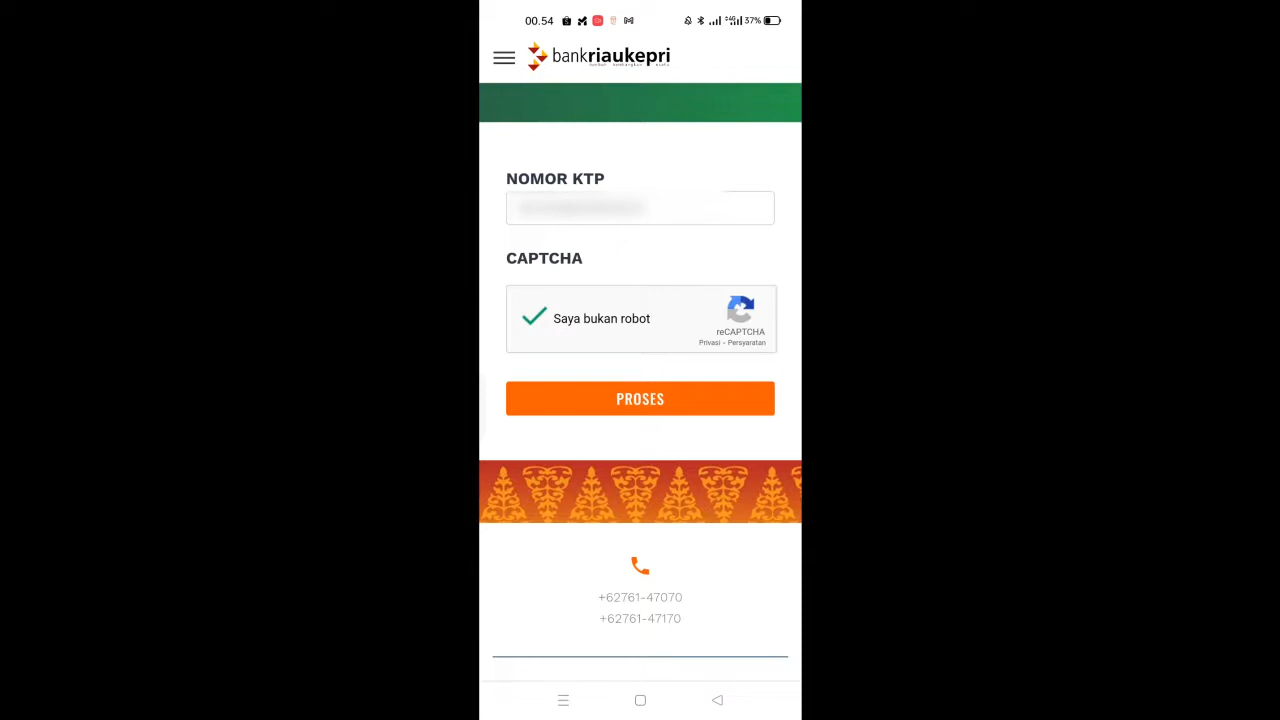 00.54
37%
bankriaukepri
NOMOR KTP
CAPTCHA
Saya bukan robot
reCAPTCHA
Privasi - Persyaratan
PROSES
+62761-47070
+62761-47170